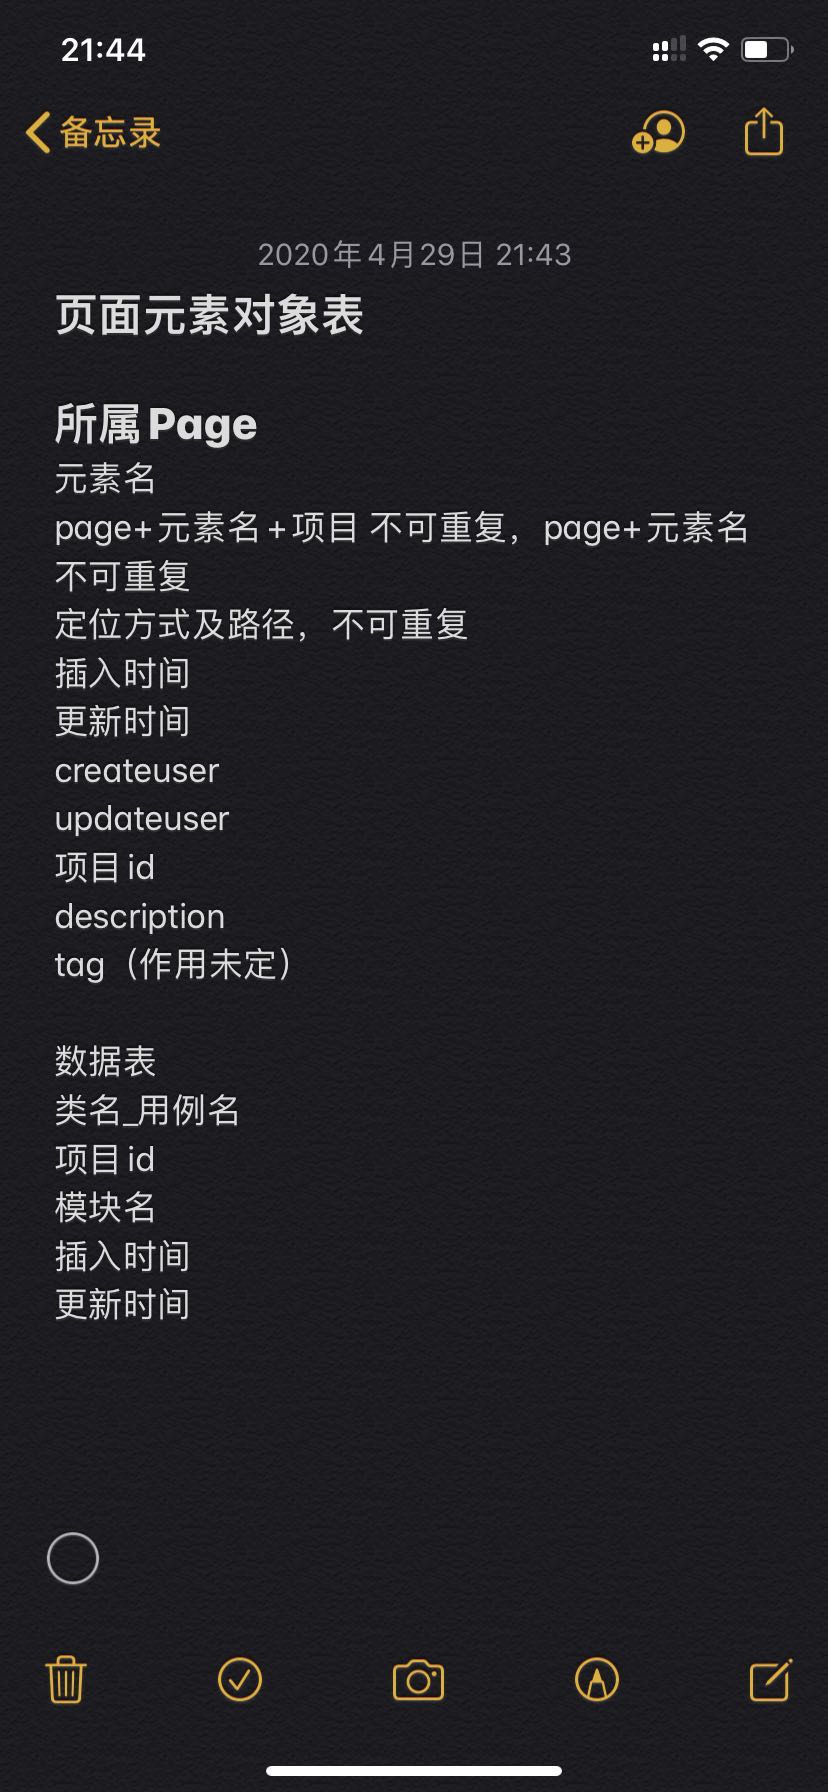 21:44
备忘录
2020年4月29日 21:43
页面元素对象表
所属Page
元素名
page+元素名+项目 不可重复，page+元素名
不可重复
定位方式及路径，不可重复
插入时间
更新时间
createuser
updateuser
项目id
description
tag（作用未定）
数据表
类名_用例名
项目id
模块名
插入时间
更新时间